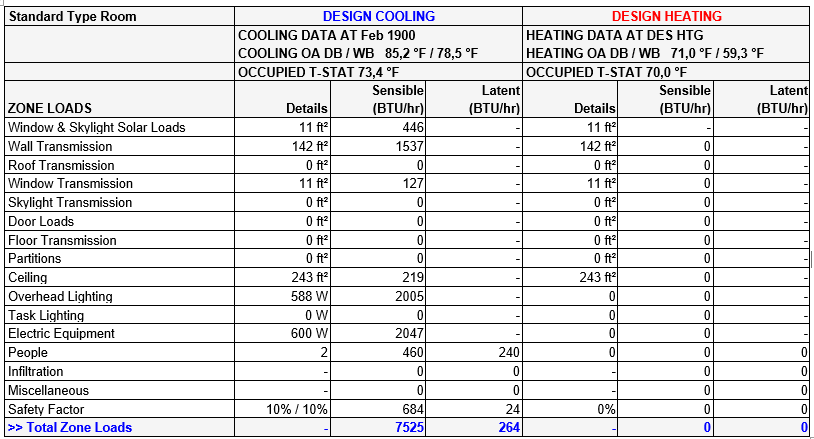 Standard Type Room DESIGN COOLING DESIGN HEATING
COOLING DATA AT Feb 1900 HEATING DATA AT DES HTG
COOLING OA DB / WB 85,2 °F / 78,5 °F HEATING OA DB / WB 71,0 °F / 59,3 °F
OCCUPIED T-STAT 73,4 °F OCCUPIED T-STAT 70,0 °F
Sensible Latent Sensible Latent
ZONE LOADS Details (BTU/hr) (BTU/hr) Details (BTU/hr) (BTU/hr)
Window & Skylight Solar Loads 11 ft² 446 - 11 ft² - -
Wall Transmission 142 ft² 1537 - 142 ft² 0 -
Roof Transmission 0 ft² 0 - 0 ft² 0 -
Window Transmission 11 ft² 127 - 11 ft² 0 -
Skylight Transmission 0 ft² 0 - 0 ft² 0 -
Door Loads 0 ft² 0 - 0 ft² 0 -
Floor Transmission 0 ft² 0 - 0 ft² 0 -
Partitions 0 ft² 0 - 0 ft² 0 -
Ceiling 243 ft² 219 - 243 ft² 0 -
Overhead Lighting 588 W 2005 - 0 0 -
Task Lighting 0 W 0 - 0 0 -
Electric Equipment 600 W 2047 - 0 0 -
People 2 460 240 0 0 0
Infiltration - 0 0 - 0 0
Miscellaneous - 0 0 - 0 0
Safety Factor 10% / 10% 684 24 0% 0 0
>> Total Zone Loads - 7525 264 - 0 0